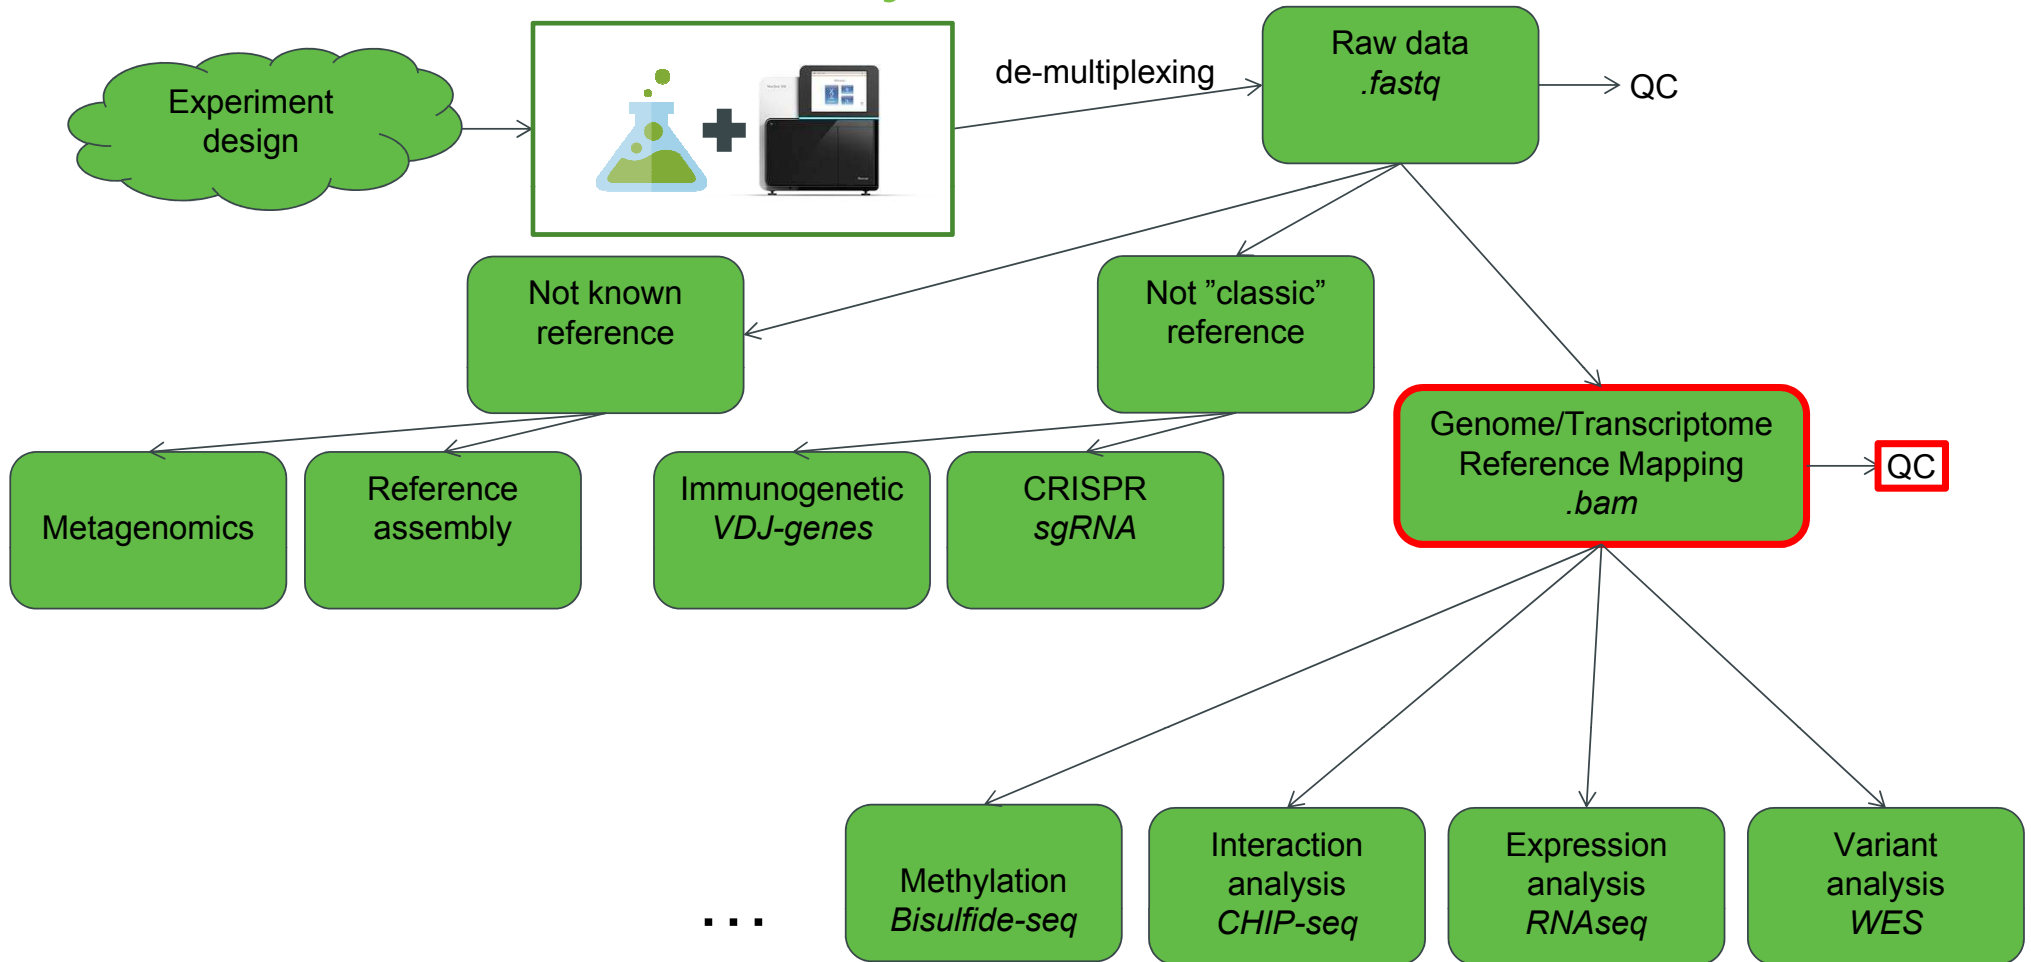 Experiment
design
de-multiplexing
Raw data
.fastq
QC
Not known
reference
Not ”classic”
reference
Genome/Transcriptome
Reference Mapping
.bam
QC
Metagenomics
Reference
assembly
Immunogenetic
VDJ-genes
CRISPR
sgRNA
...
Methylation
Bisulfide-seq
Interaction
analysis
CHIP-seq
Expression
analysis
RNAseq
Variant
analysis
WES